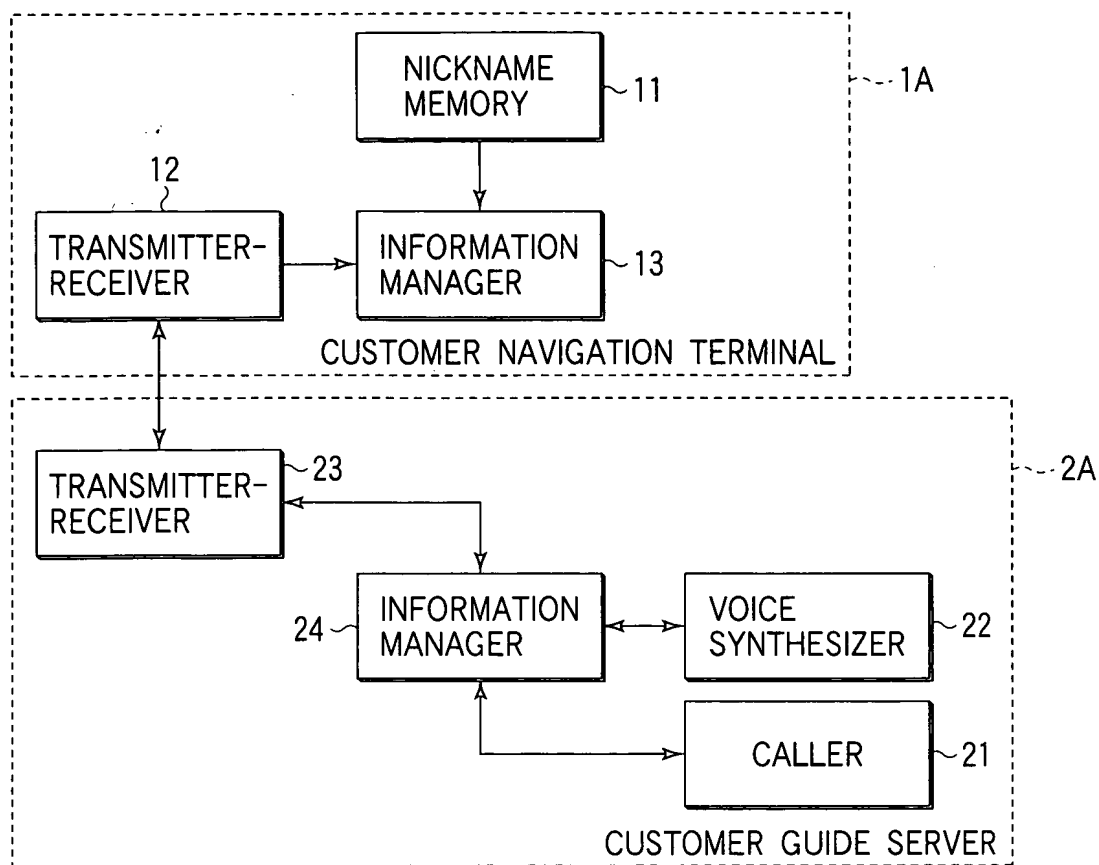 NICKNAME
MEMORY
11
1A
12
TRANSMITTER-
RECEIVER
INFORMATION
MANAGER
13
CUSTOMER NAVIGATION TERMINAL
TRANSMITTER-
RECEIVER
23
2A
24
INFORMATION
MANAGER
VOICE
SYNTHESIZER
22
CALLER
21
CUSTOMER GUIDE SERVER